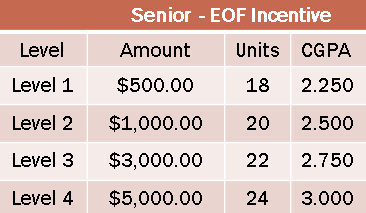 Senior - EOF Incentive
Level Amount Units CGPA
Level 1 $500.00 18 2.250
Level 2 $1,000.00 20 2.500
Level 3 $3,000.00 22 2.750
Level 4 $5,000.00 24 3.000